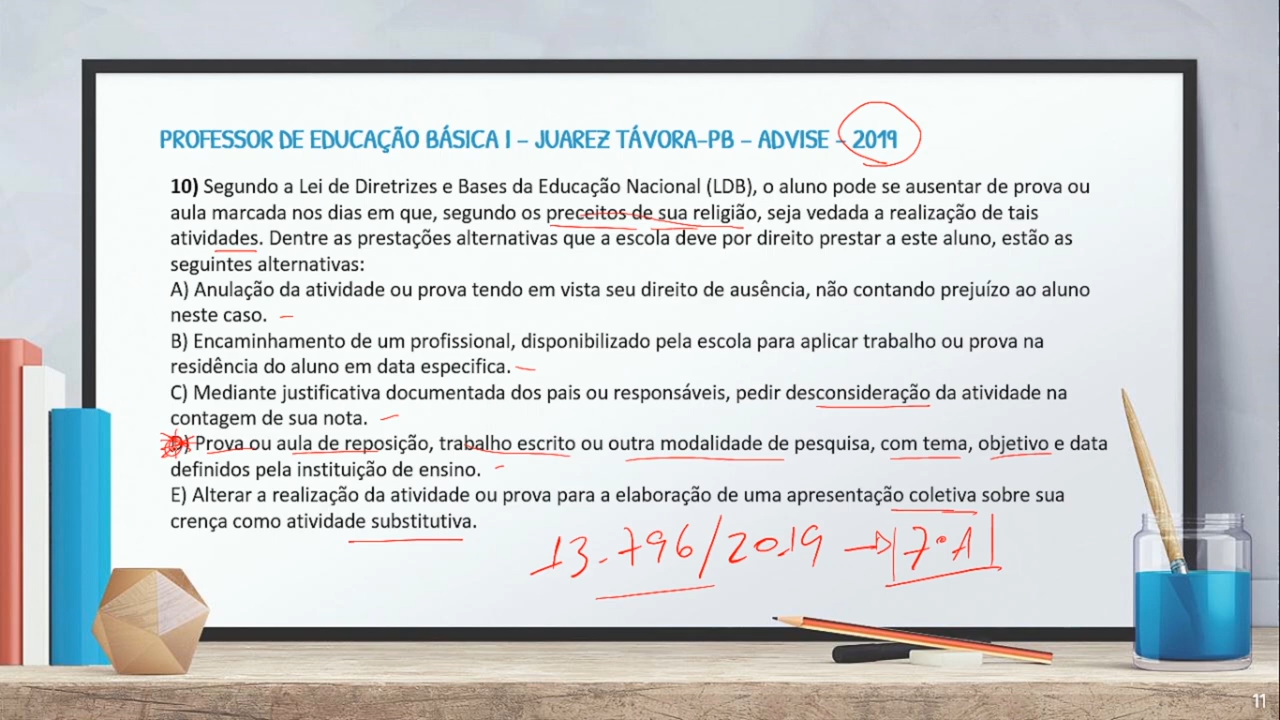 PROFESSOR DE EDUCAÇÃO BÁSICA I – JUAREZ TÁVORA-PB – ADVISE – 2019
10) Segundo a Lei de Diretrizes e Bases da Educação Nacional (LDB), o aluno pode se ausentar de prova ou
aula marcada nos dias em que, segundo os preceitos de sua religião, seja vedada a realização de tais
atividades. Dentre as prestações alternativas que a escola deve por direito prestar a este aluno, estão as
seguintes alternativas:
A) Anulação da atividade ou prova tendo em vista seu direito de ausência, não contando prejuízo ao aluno
neste caso.
B) Encaminhamento de um profissional, disponibilizado pela escola para aplicar trabalho ou prova na
residência do aluno em data especifica.
C) Mediante justificativa documentada dos pais ou responsáveis, pedir desconsideração da atividade na
contagem de sua nota.
D) Prova ou aula de reposição, trabalho escrito ou outra modalidade de pesquisa, com tema, objetivo e data
definidos pela instituição de ensino.
E) Alterar a realização da atividade ou prova para a elaboração de uma apresentação coletiva sobre sua
crença como atividade substitutiva.
13.796/2019 → 7º A
11